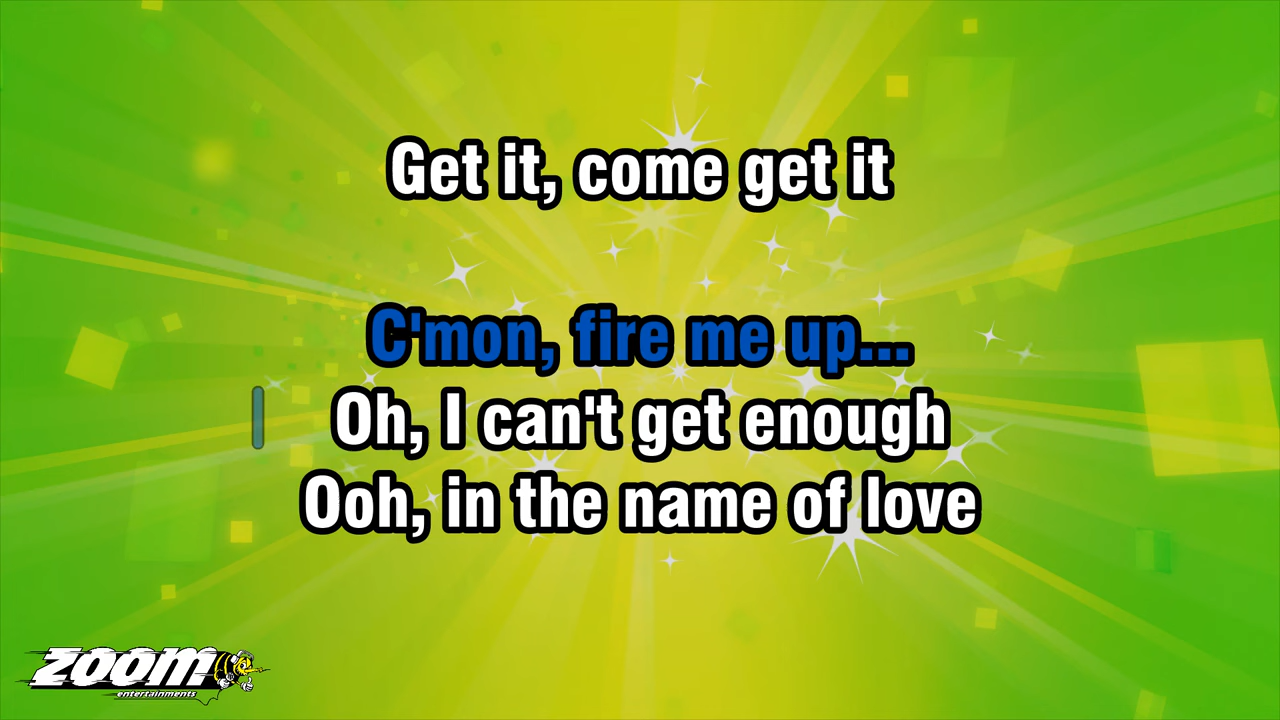 Get it, come get it
C'mon, fire me up...
Oh, I can't get enough
Ooh, in the name of love
ZOOM
entertainments